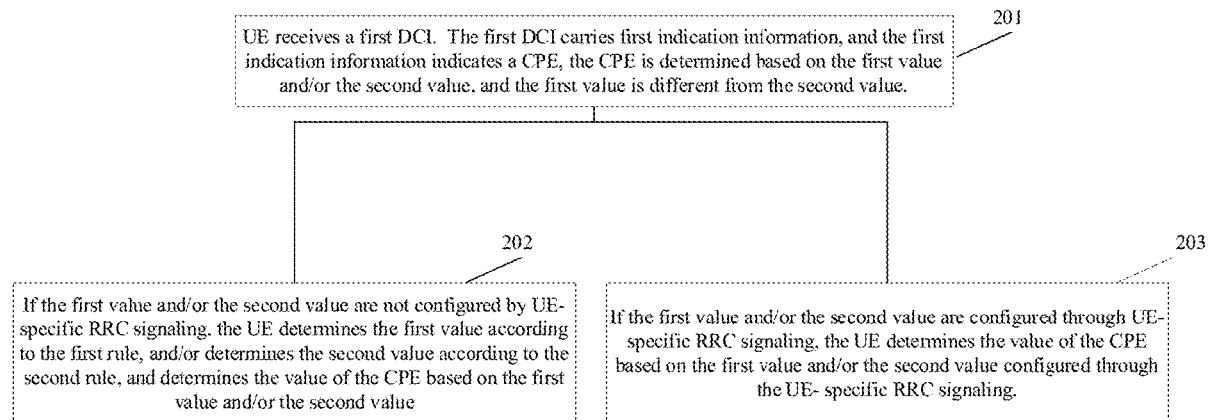 201
UE receives a first DCI. The first DCI carries first indication information, and the first
indication information indicates a CPE, the CPE is determined based on the first value
and/or the second value, and the first value is different from the second value.
202
203
If the first value and/or the second value are not configured by UE-
specific RRC signaling, the UE determines the first value according
to the first rule, and/or determines the second value according to the
second rule, and determines the value of the CPE based on the first
value and/or the second value
If the first value and/or the second value are configured through UE-
specific RRC signaling, the UE determines the value of the CPE
based on the first value and/or the second value configured through
the UE- specific RRC signaling.